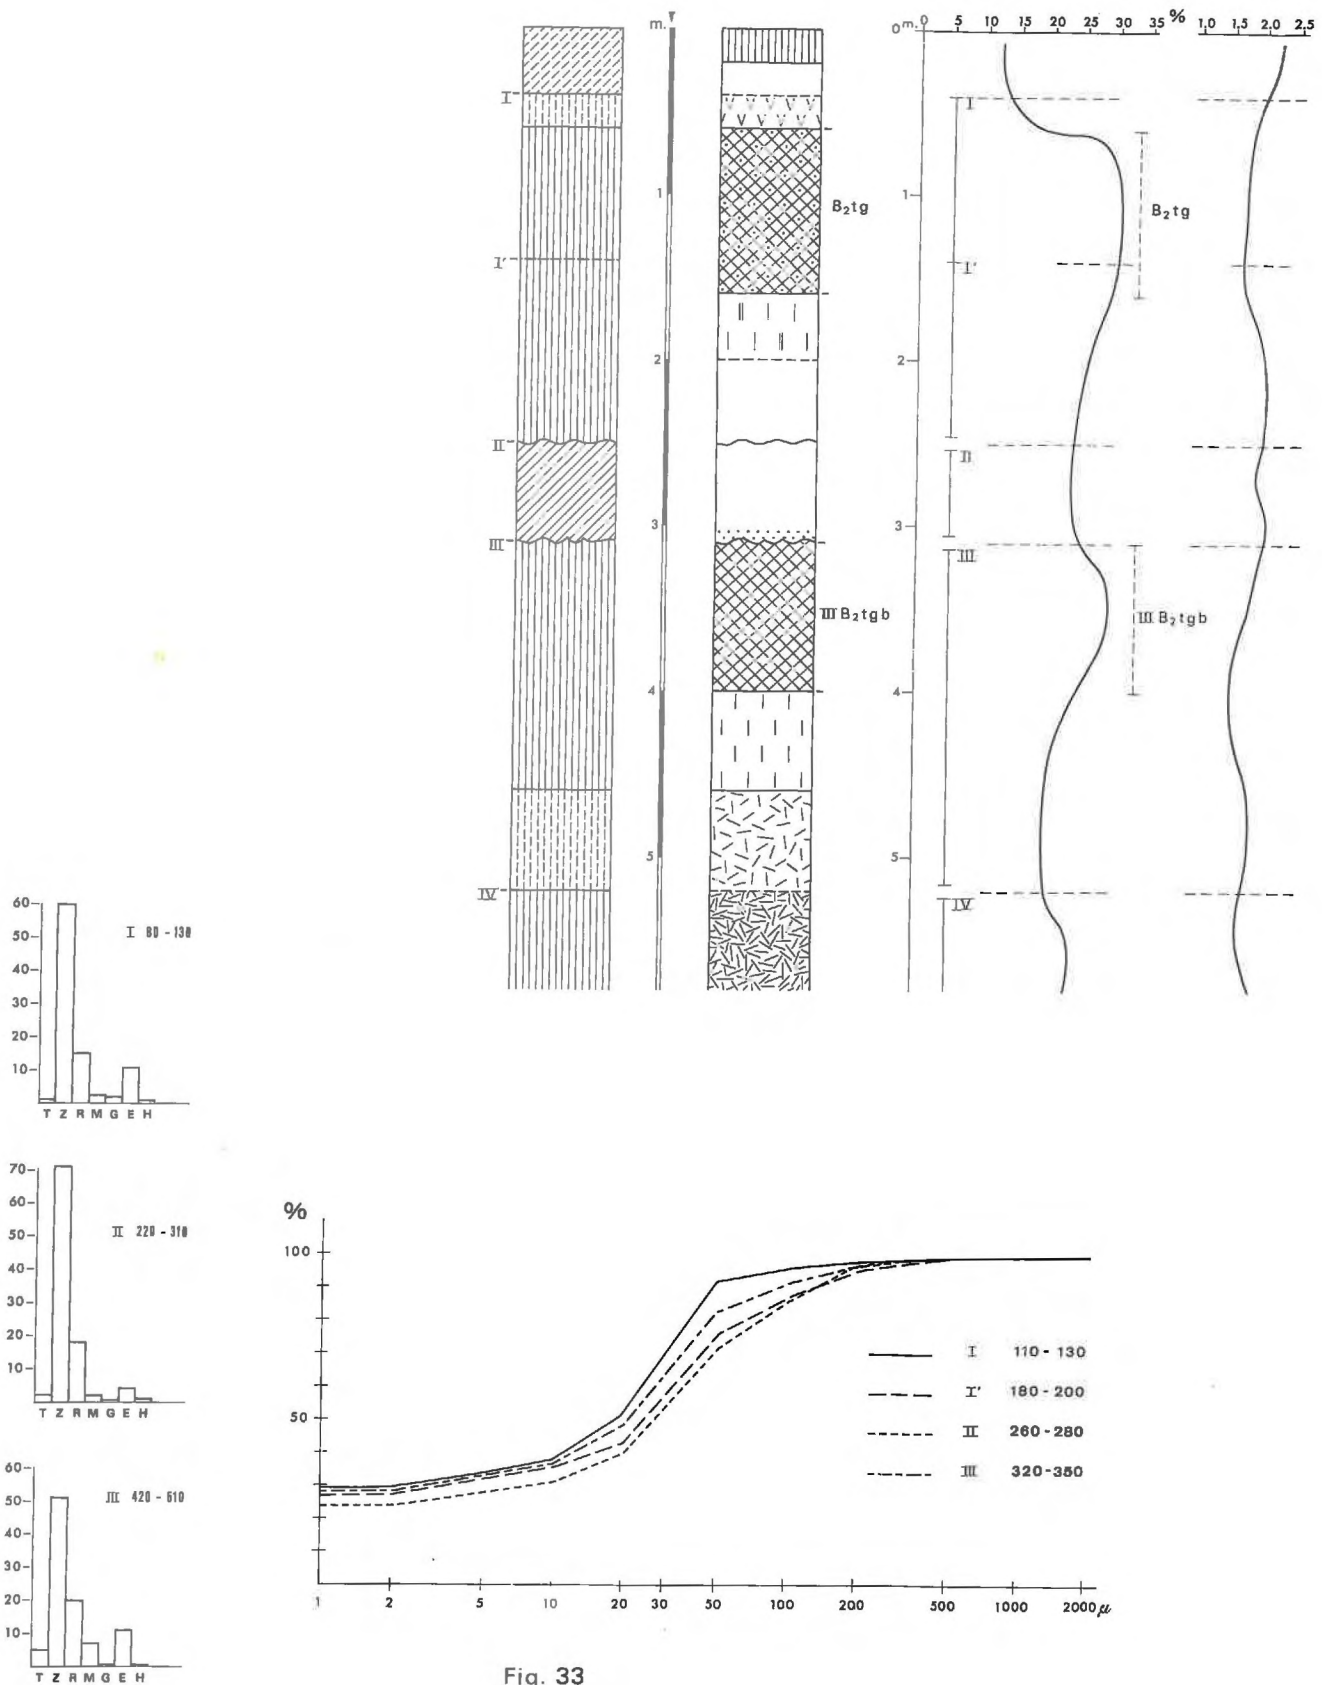 m.
0 m. 0 5 10 15 20 25 30 35 % 1,0 1,5 2.0 2.5
I I
1 1
B₂tg B₂tg
I' I'
2 2
II II
3 3
III III
III B₂tgb III B₂tgb
4 4
5 5
IV IV
60
50
40
30
20
10
I 80 - 130
T Z R M G E H
70
60
50
40
30
20
10
II 220 - 310
T Z R M G E H
60
50
40
30
20
10
III 420 - 510
T Z R M G E H
%
100
50
I 110 - 130
I' 180 - 200
II 260 - 280
III 320 - 350
1 2 5 10 20 30 50 100 200 500 1000 2000 μ
Fig. 33